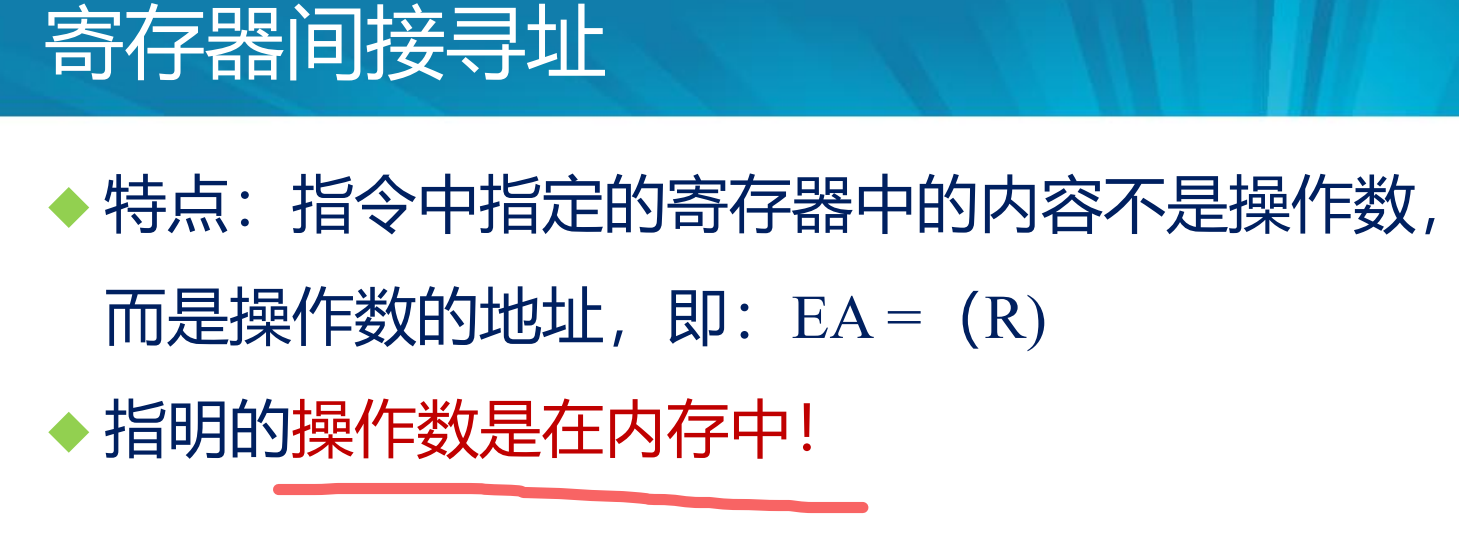 寄存器间接寻址
特点：指令中指定的寄存器中的内容不是操作数，
而是操作数的地址，即：EA =（R)
指明的操作数是在内存中！